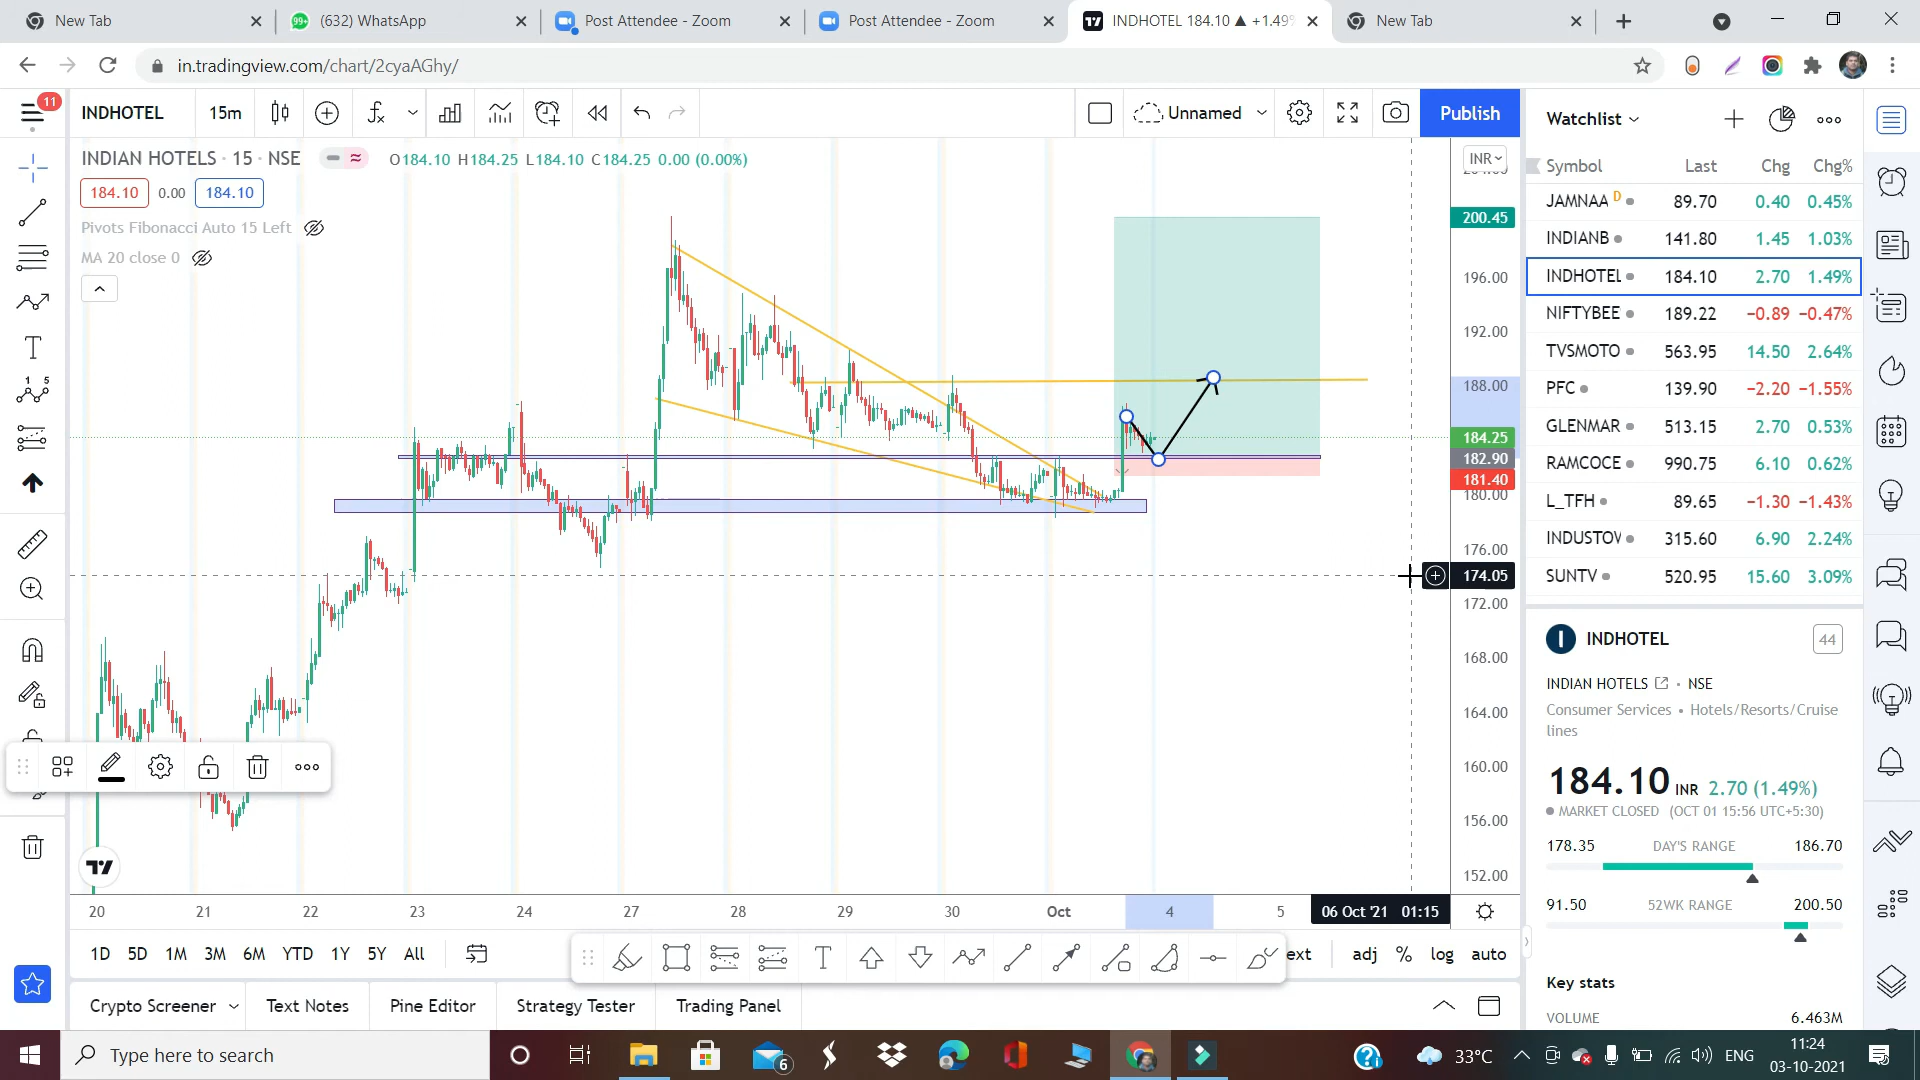 New Tab
99+ (632) WhatsApp
Post Attendee - Zoom
Post Attendee - Zoom
INDHOTEL 184.10 ▲ +1.49%
New Tab
in.tradingview.com/chart/2cyaAGhy/
11
INDHOTEL
15m
Unnamed
Publish
INDIAN HOTELS · 15 · NSE
O184.10 H184.25 L184.10 C184.25 0.00 (0.00%)
184.10 0.00 184.10
Pivots Fibonacci Auto 15 Left
MA 20 close 0
INR
200.45
196.00
192.00
188.00
184.25
182.90
181.40
180.00
176.00
174.05
172.00
168.00
164.00
160.00
156.00
152.00
20 21 22 23 24 27 28 29 30 Oct 4 5 06 Oct '21 01:15
1D 5D 1M 3M 6M YTD 1Y 5Y All
ext
adj % log auto
Crypto Screener Text Notes Pine Editor Strategy Tester Trading Panel
Watchlist
Symbol Last Chg Chg%
JAMNAA D 89.70 0.40 0.45%
INDIANB 141.80 1.45 1.03%
INDHOTEL 184.10 2.70 1.49%
NIFTYBEE 189.22 −0.89 −0.47%
TVSMOTO 563.95 14.50 2.64%
PFC 139.90 −2.20 −1.55%
GLENMAR 513.15 2.70 0.53%
RAMCOCE 990.75 6.10 0.62%
L_TFH 89.65 −1.30 −1.43%
INDUSTOV 315.60 6.90 2.24%
SUNTV 520.95 15.60 3.09%
INDHOTEL
44
INDIAN HOTELS · NSE
Consumer Services • Hotels/Resorts/Cruise
lines
184.10 INR 2.70 (1.49%)
MARKET CLOSED (OCT 01 15:56 UTC+5:30)
178.35 DAY'S RANGE 186.70
91.50 52WK RANGE 200.50
Key stats
VOLUME 6.463M
Type here to search
6
33°C
ENG
11:24
03-10-2021